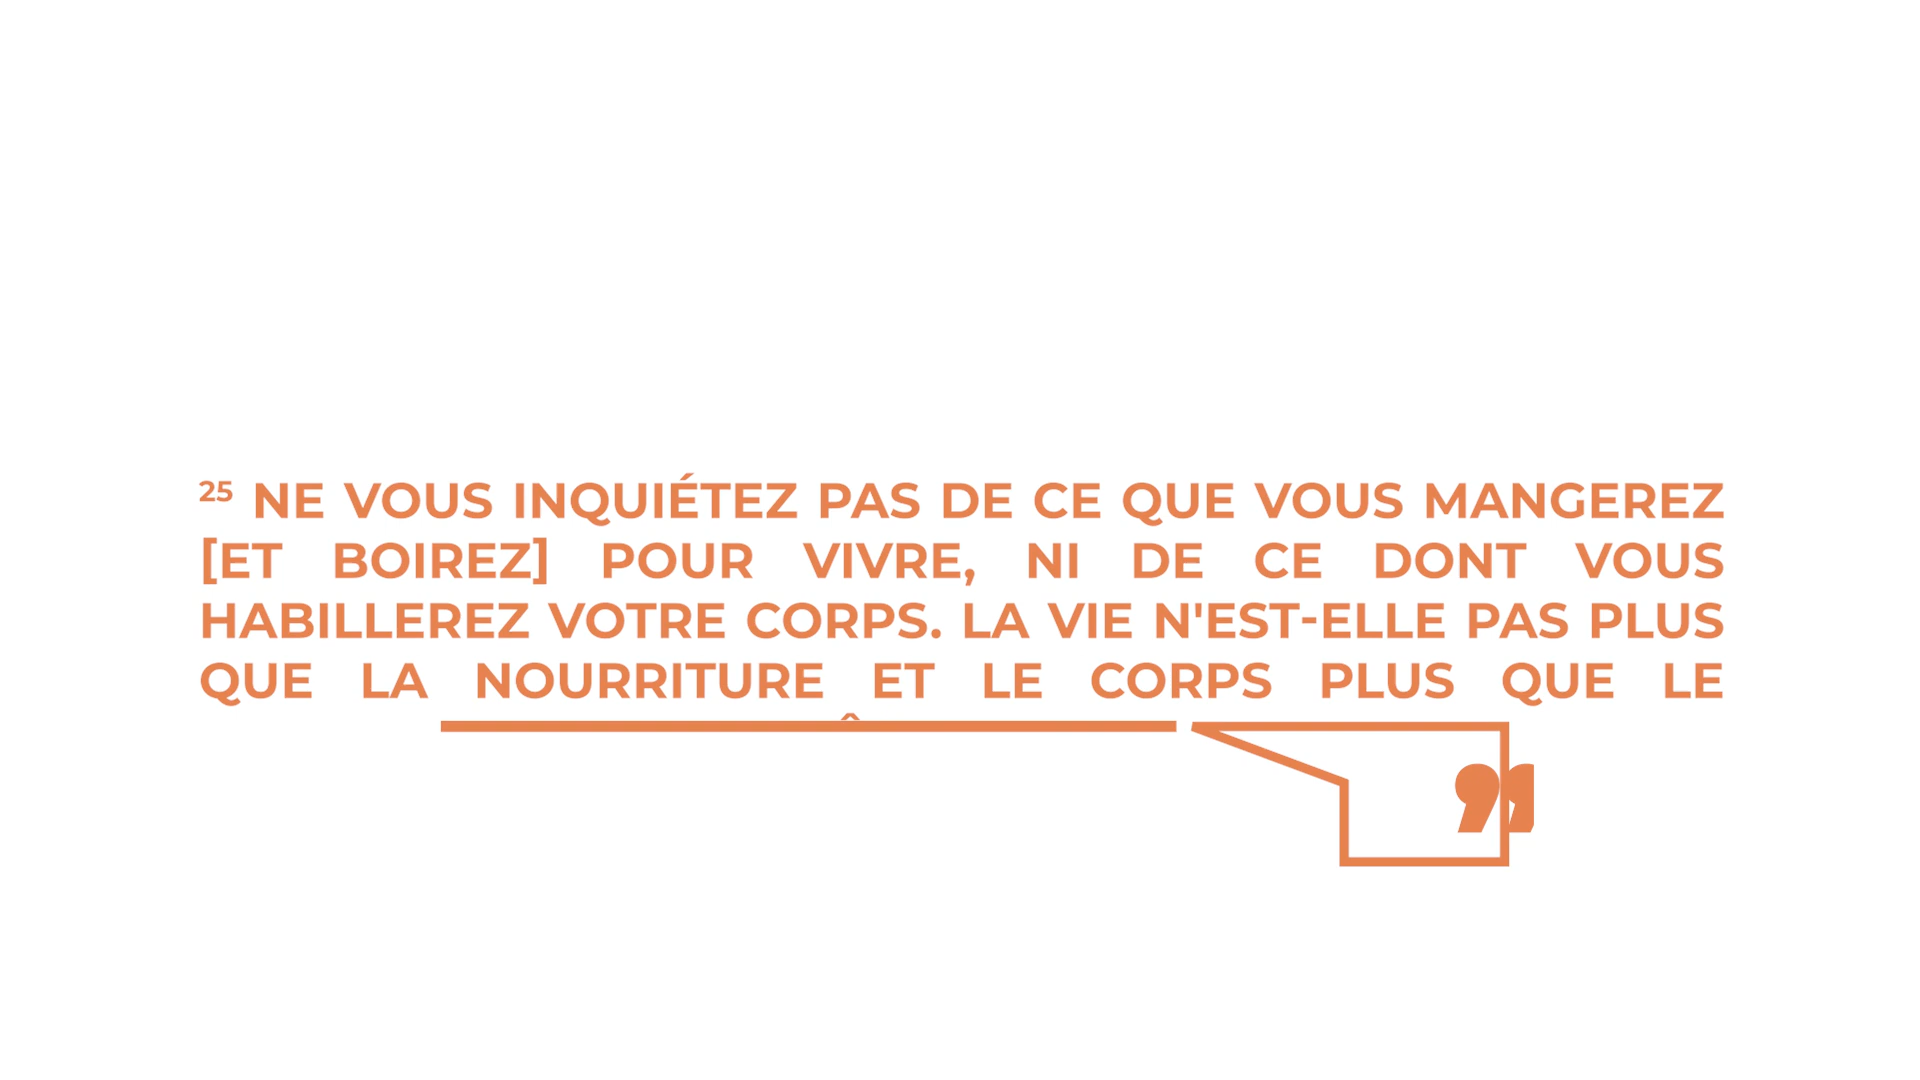 ²⁵ NE VOUS INQUIÉTEZ PAS DE CE QUE VOUS MANGEREZ
[ET BOIREZ] POUR VIVRE, NI DE CE DONT VOUS
HABILLEREZ VOTRE CORPS. LA VIE N'EST-ELLE PAS PLUS
QUE LA NOURRITURE ET LE CORPS PLUS QUE LE